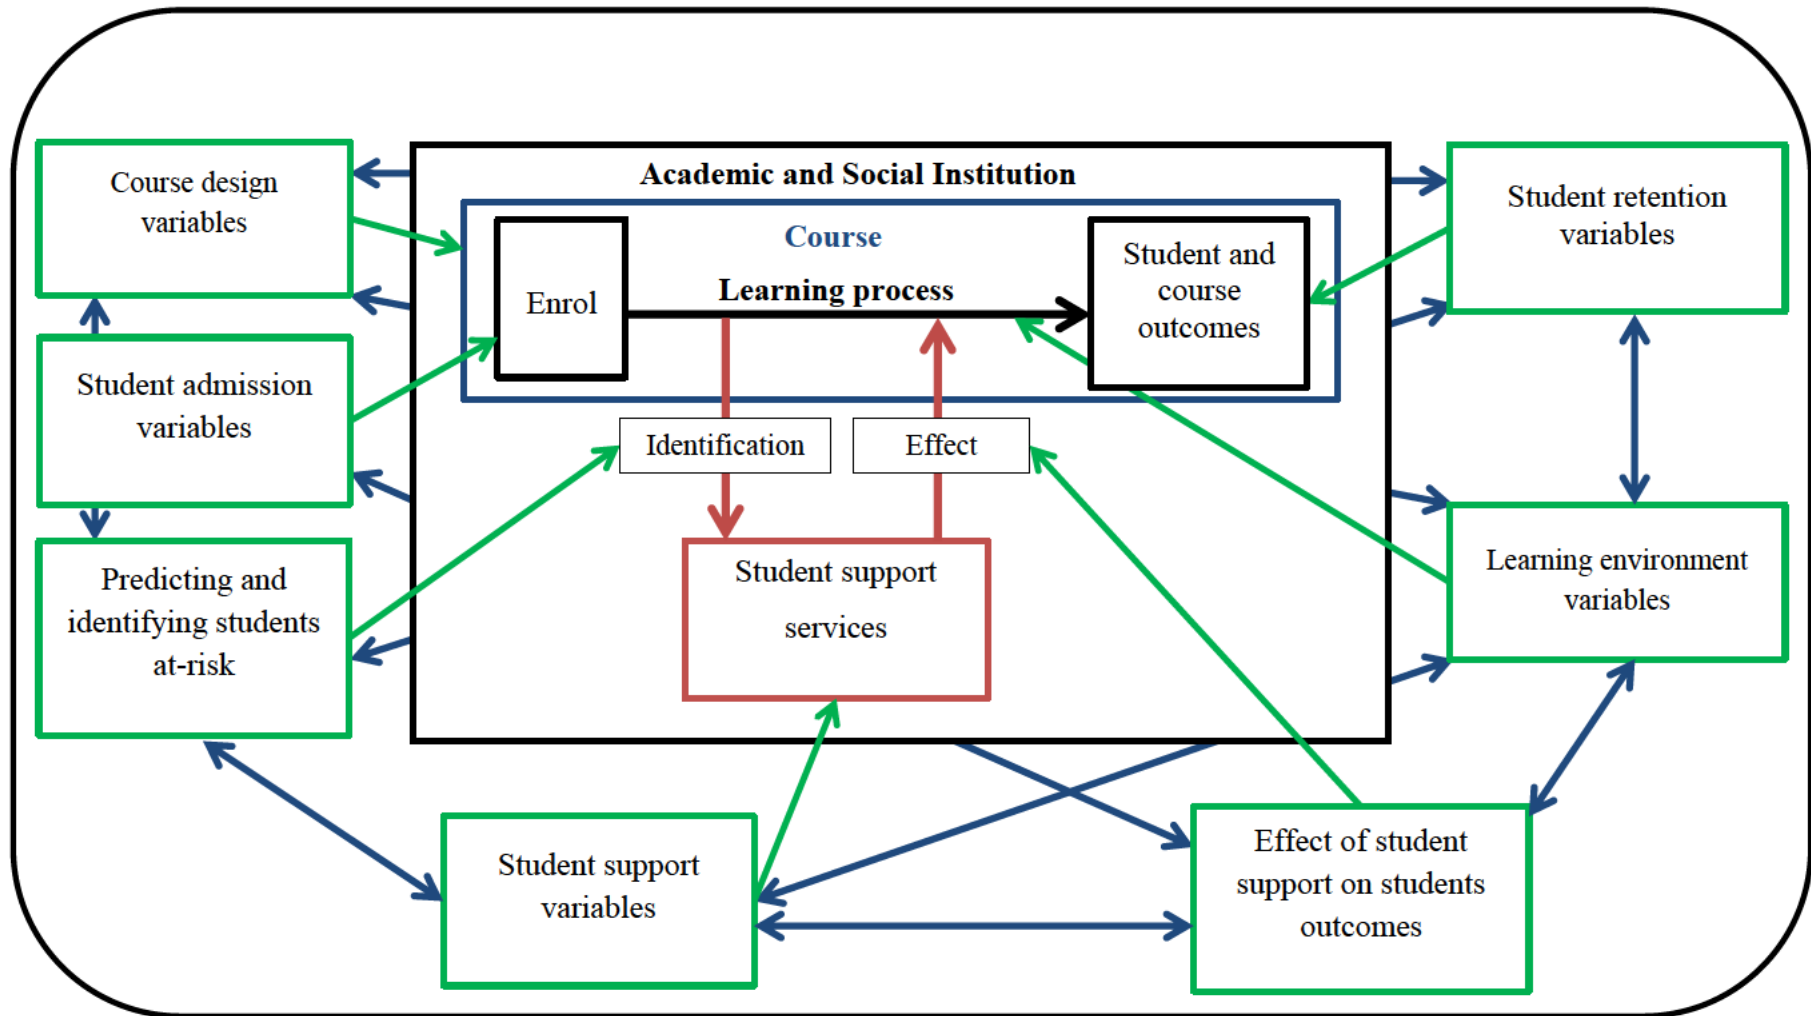 Academic and Social Institution
Course design
variables
Student retention
variables
Course
Learning process
Enrol
Student and
course
outcomes
Student admission
variables
Identification
Effect
Predicting and
identifying students
at-risk
Student support
services
Learning environment
variables
Student support
variables
Effect of student
support on students
outcomes